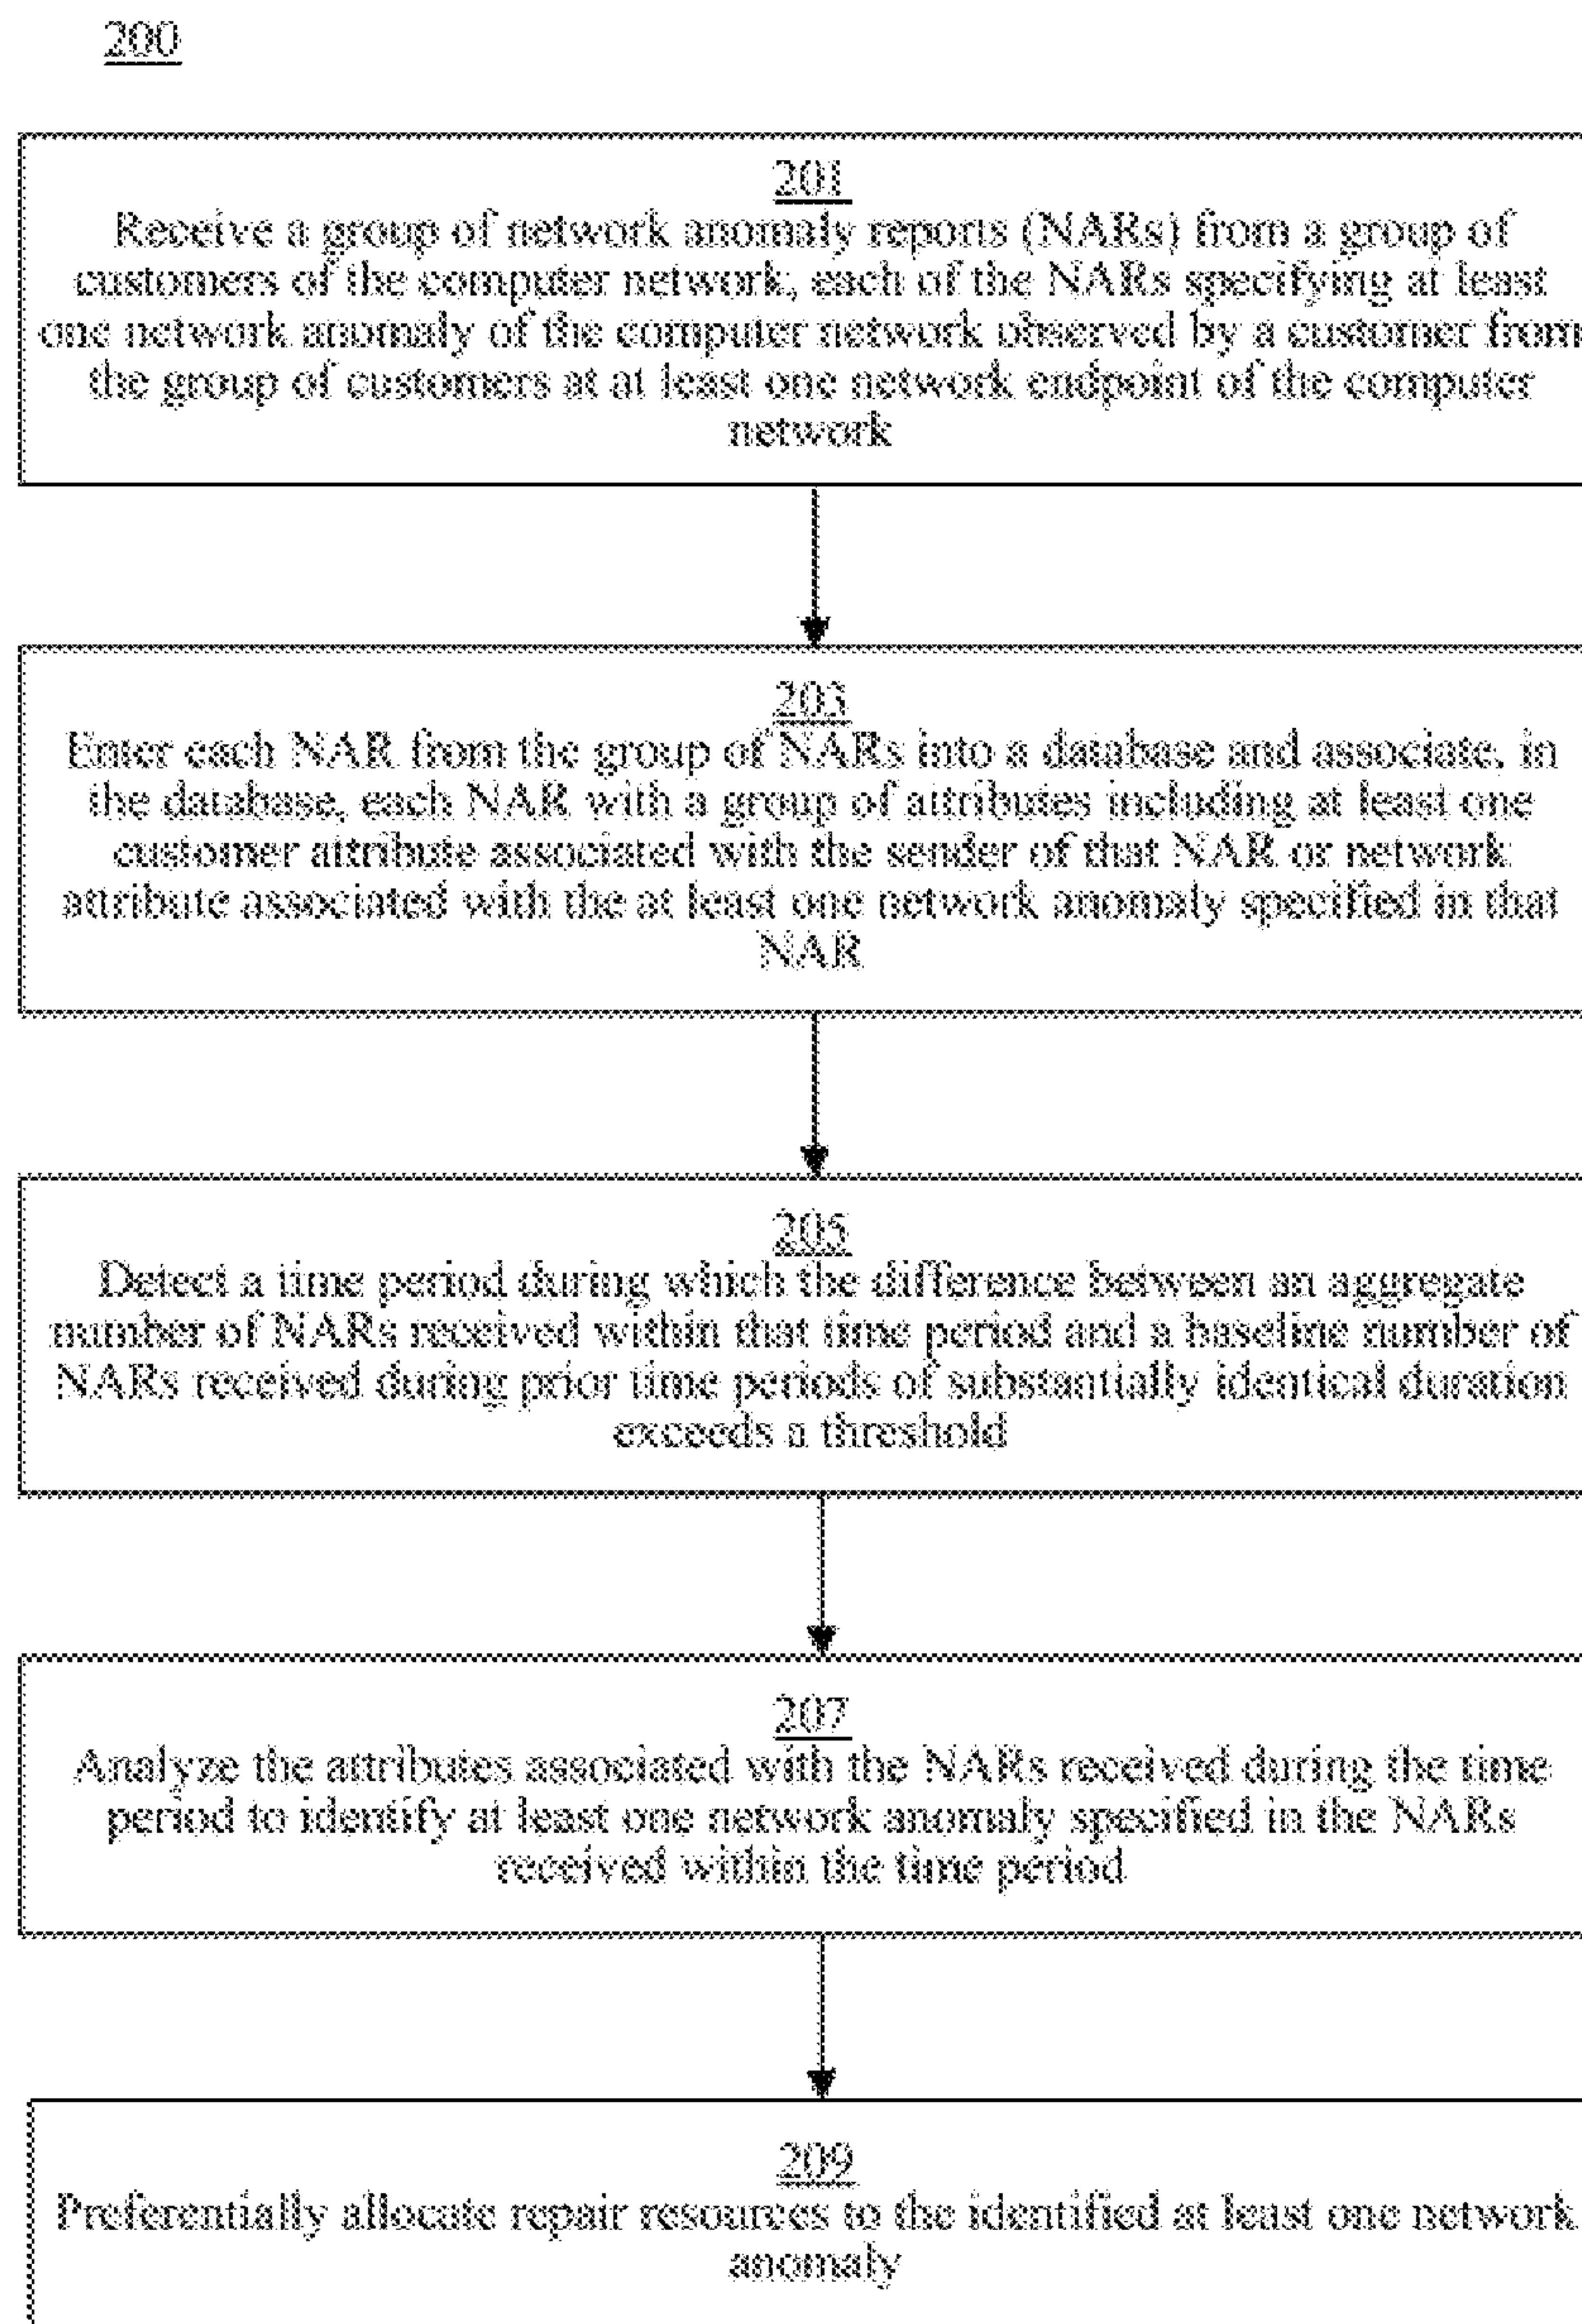 200
201
Receive a group of network anomaly reports (NARs) from a group of
customers of the computer network, each of the NARs specifying at least
one network anomaly of the computer network observed by a customer from
the group of customers at at least one network endpoint of the computer
network
203
Enter each NAR from the group of NARs into a database and associate, in
the database, each NAR with a group of attributes including at least one
customer attribute associated with the sender of that NAR or network
attribute associated with the at least one network anomaly specified in that
NAR
205
Detect a time period during which the difference between an aggregate
number of NARs received within that time period and a baseline number of
NARs received during prior time periods of substantially identical duration
exceeds a threshold
207
Analyze the attributes associated with the NARs received during the time
period to identify at least one network anomaly specified in the NARs
received within the time period
209
Preferentially allocate repair resources to the identified at least one network
anomaly